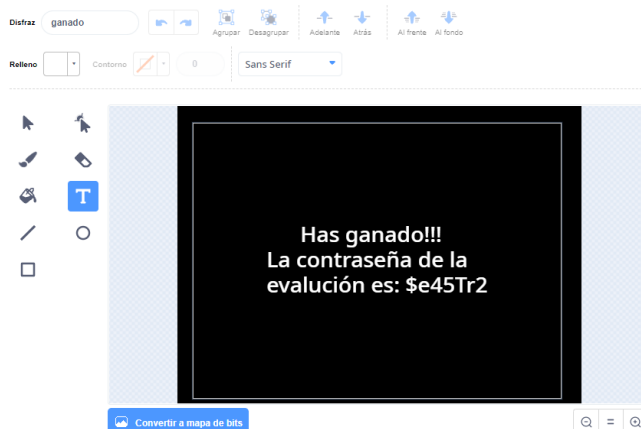 Disfraz
ganado
Agrupar
Desagrupar
Adelante
Atrás
Al frente
Al fondo
Relleno
Contorno
0
Sans Serif
T
Has ganado!!!
La contraseña de la
evalución es: $e45Tr2
Convertir a mapa de bits